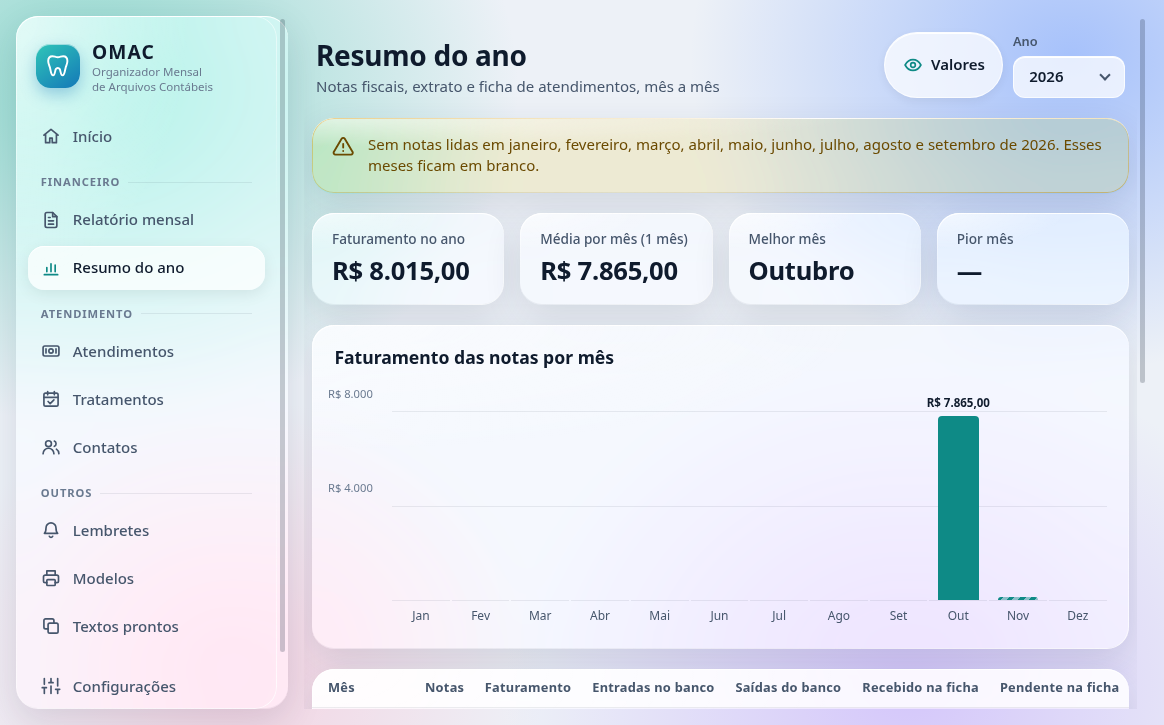 OMAC
Organizador Mensal
de Arquivos Contábeis
Início
FINANCEIRO
Relatório mensal
Resumo do ano
ATENDIMENTO
Atendimentos
Tratamentos
Contatos
OUTROS
Lembretes
Modelos
Textos prontos
Configurações
Resumo do ano
Notas fiscais, extrato e ficha de atendimentos, mês a mês
Valores
Ano
2026
Sem notas lidas em janeiro, fevereiro, março, abril, maio, junho, julho, agosto e setembro de 2026. Esses
meses ficam em branco.
Faturamento no ano
R$ 8.015,00
Média por mês (1 mês)
R$ 7.865,00
Melhor mês
Outubro
Pior mês
—
Faturamento das notas por mês
R$ 8.000
R$ 7.865,00
R$ 4.000
Jan Fev Mar Abr Mai Jun Jul Ago Set Out Nov Dez
Mês Notas Faturamento Entradas no banco Saídas do banco Recebido na ficha Pendente na ficha